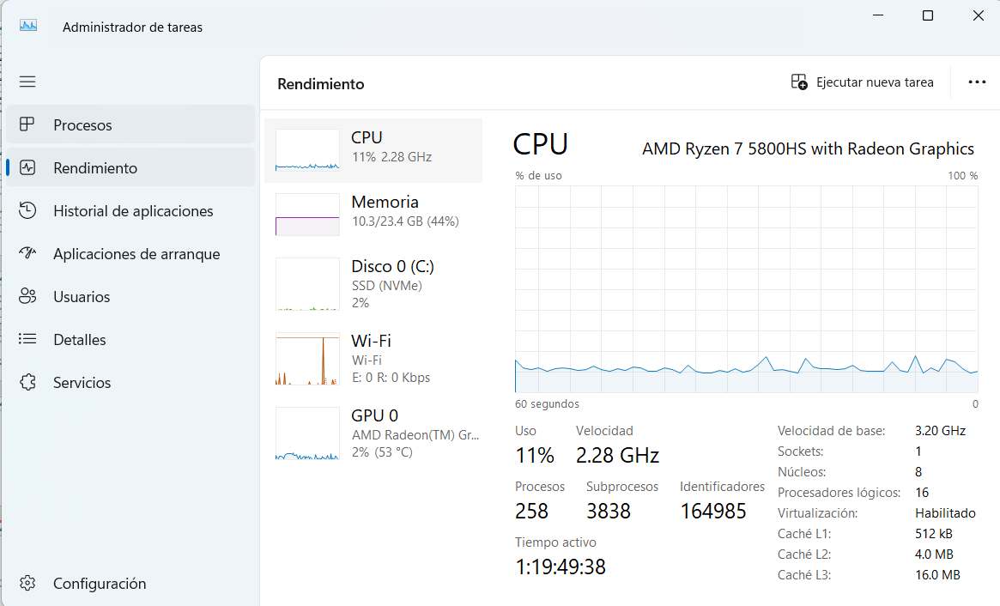 Administrador de tareas
Procesos
Rendimiento
Historial de aplicaciones
Aplicaciones de arranque
Usuarios
Detalles
Servicios
Configuración
Rendimiento
Ejecutar nueva tarea
CPU
11% 2.28 GHz
Memoria
10.3/23.4 GB (44%)
Disco 0 (C:)
SSD (NVMe)
2%
Wi-Fi
Wi-Fi
E: 0 R: 0 Kbps
GPU 0
AMD Radeon(TM) Gr...
2% (53 °C)
CPU AMD Ryzen 7 5800HS with Radeon Graphics
% de uso 100 %
60 segundos 0
Uso Velocidad
11% 2.28 GHz
Procesos Subprocesos Identificadores
258 3838 164985
Tiempo activo
1:19:49:38
Velocidad de base: 3.20 GHz
Sockets: 1
Núcleos: 8
Procesadores lógicos: 16
Virtualización: Habilitado
Caché L1: 512 kB
Caché L2: 4.0 MB
Caché L3: 16.0 MB